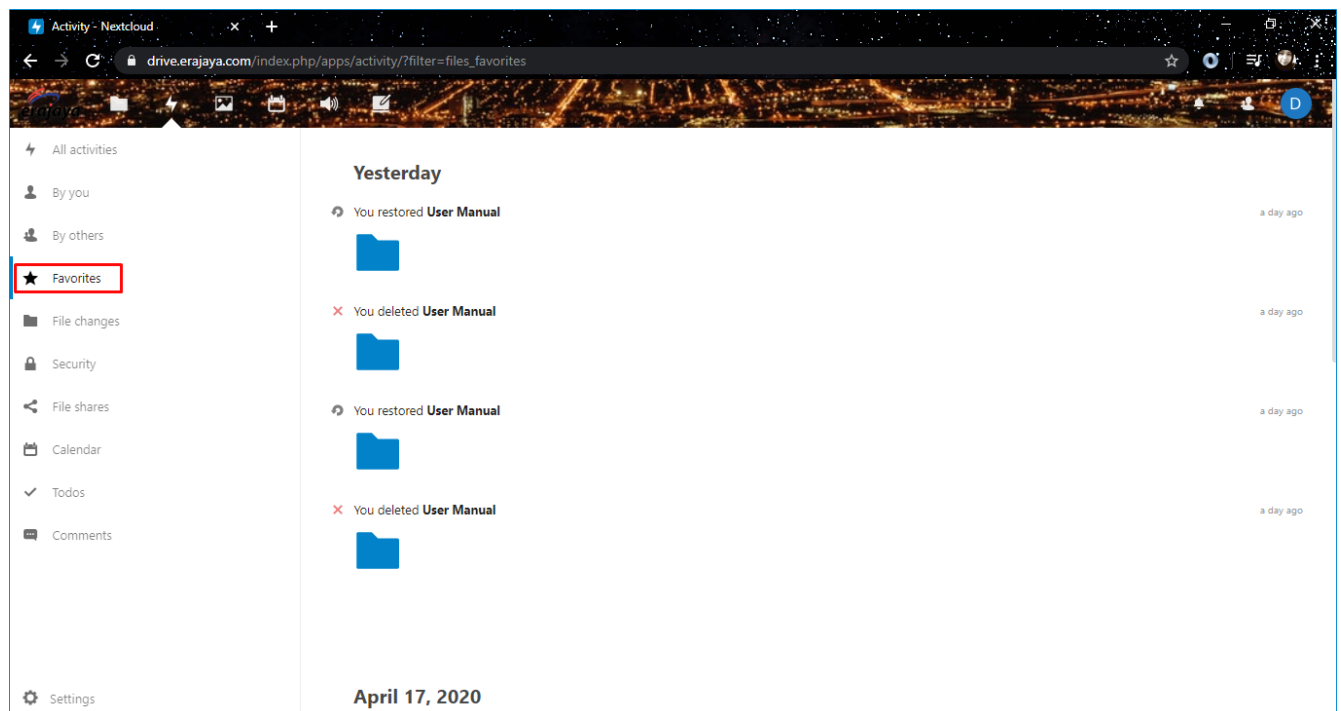 Activity - Nextcloud
drive.erajaya.com/index.php/apps/activity/?filter=files_favorites
erajaya
D
All activities
By you
By others
Favorites
File changes
Security
File shares
Calendar
Todos
Comments
Settings
Yesterday
You restored User Manual a day ago
You deleted User Manual a day ago
You restored User Manual a day ago
You deleted User Manual a day ago
April 17, 2020